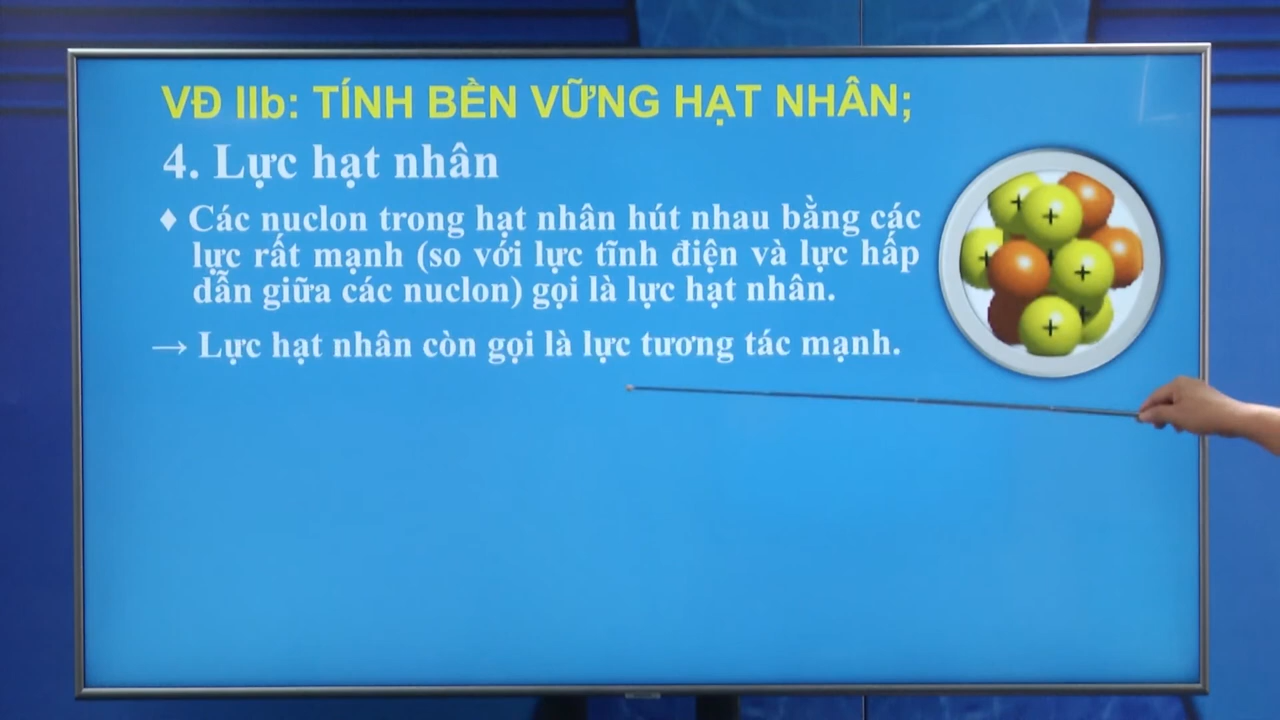 VĐ IIb: TÍNH BỀN VỮNG HẠT NHÂN;
4. Lực hạt nhân
♦ Các nuclon trong hạt nhân hút nhau bằng các
lực rất mạnh (so với lực tĩnh điện và lực hấp
dẫn giữa các nuclon) gọi là lực hạt nhân.
→ Lực hạt nhân còn gọi là lực tương tác mạnh.
+ +
+ +
+
+